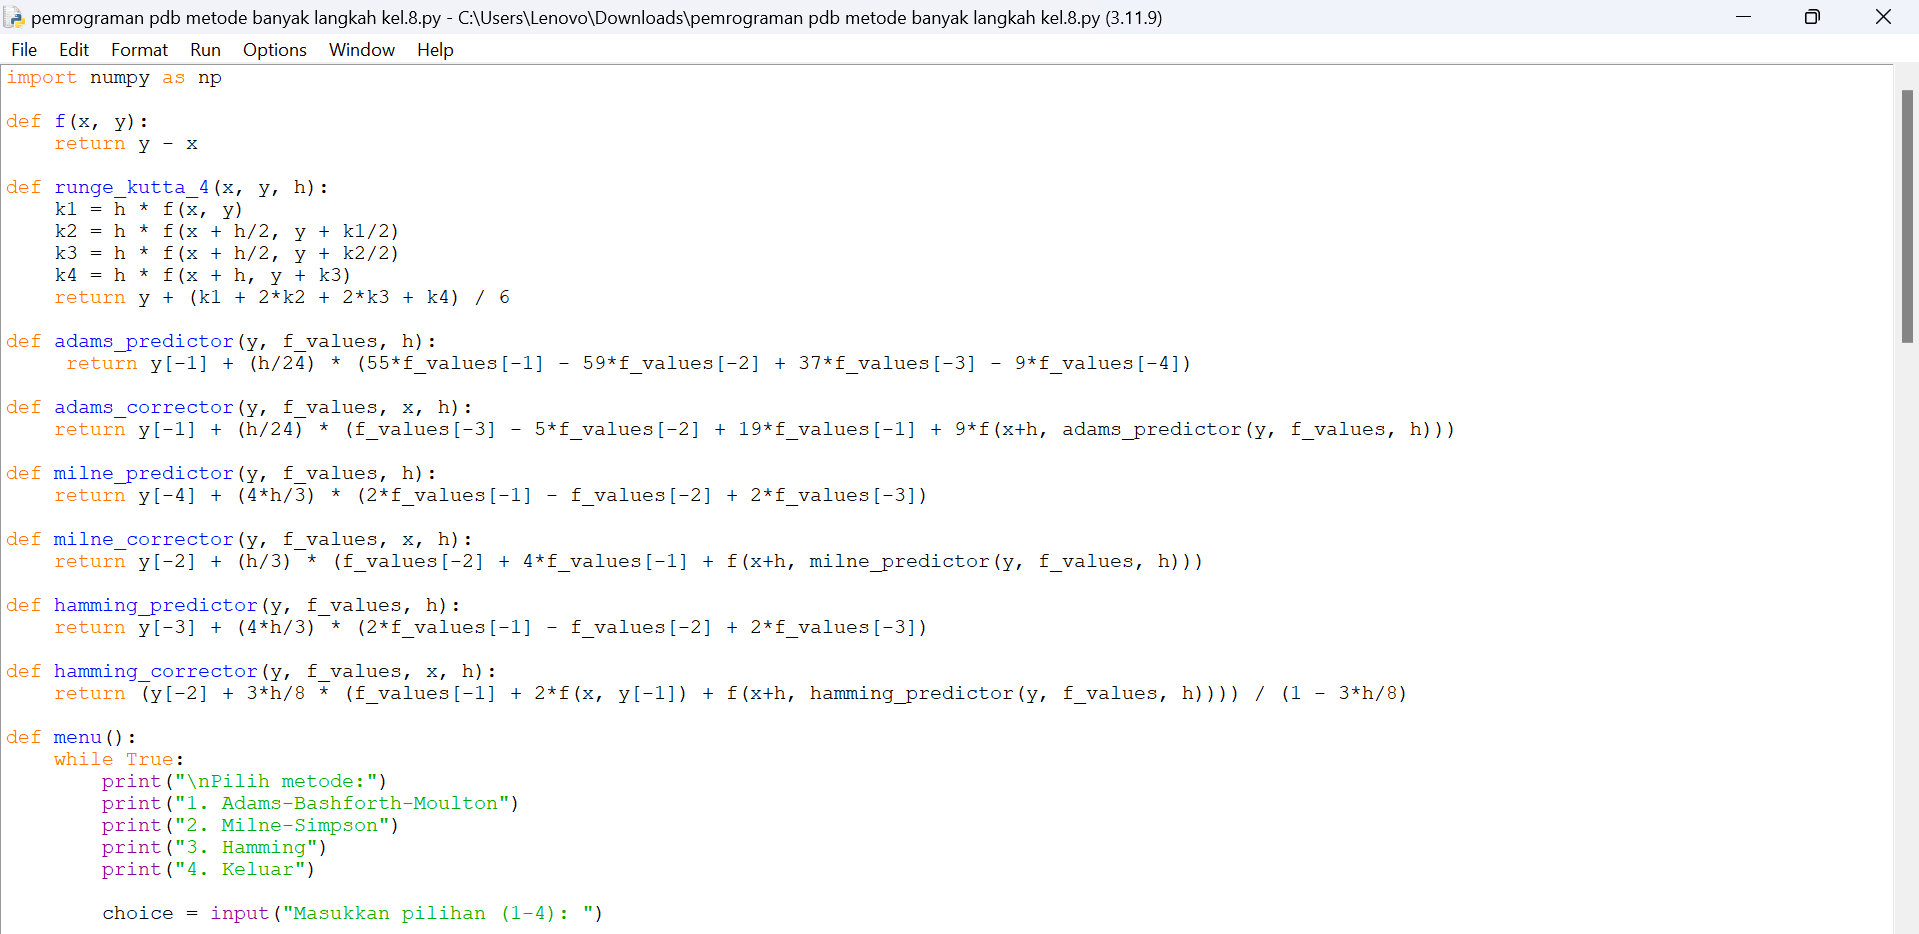 pemrograman pdb metode banyak langkah kel.8.py - C:\Users\Lenovo\Downloads\pemrograman pdb metode banyak langkah kel.8.py (3.11.9)
File Edit Format Run Options Window Help
import numpy as np

def f(x, y):
    return y - x

def runge_kutta_4(x, y, h):
    k1 = h * f(x, y)
    k2 = h * f(x + h/2, y + k1/2)
    k3 = h * f(x + h/2, y + k2/2)
    k4 = h * f(x + h, y + k3)
    return y + (k1 + 2*k2 + 2*k3 + k4) / 6

def adams_predictor(y, f_values, h):
     return y[-1] + (h/24) * (55*f_values[-1] - 59*f_values[-2] + 37*f_values[-3] - 9*f_values[-4])

def adams_corrector(y, f_values, x, h):
    return y[-1] + (h/24) * (f_values[-3] - 5*f_values[-2] + 19*f_values[-1] + 9*f(x+h, adams_predictor(y, f_values, h)))

def milne_predictor(y, f_values, h):
    return y[-4] + (4*h/3) * (2*f_values[-1] - f_values[-2] + 2*f_values[-3])

def milne_corrector(y, f_values, x, h):
    return y[-2] + (h/3) * (f_values[-2] + 4*f_values[-1] + f(x+h, milne_predictor(y, f_values, h)))

def hamming_predictor(y, f_values, h):
    return y[-3] + (4*h/3) * (2*f_values[-1] - f_values[-2] + 2*f_values[-3])

def hamming_corrector(y, f_values, x, h):
    return (y[-2] + 3*h/8 * (f_values[-1] + 2*f(x, y[-1]) + f(x+h, hamming_predictor(y, f_values, h)))) / (1 - 3*h/8)

def menu():
    while True:
        print("\nPilih metode:")
        print("1. Adams-Bashforth-Moulton")
        print("2. Milne-Simpson")
        print("3. Hamming")
        print("4. Keluar")

        choice = input("Masukkan pilihan (1-4): ")